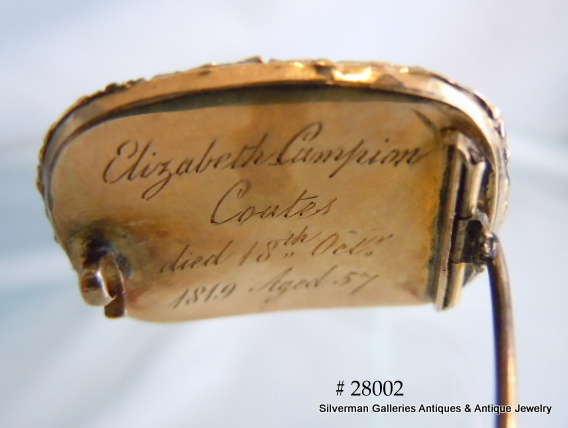 Elizabeth Campion
Coates
died 18th Octr
1819 Aged 57
# 28002
Silverman Galleries Antiques & Antique Jewelry